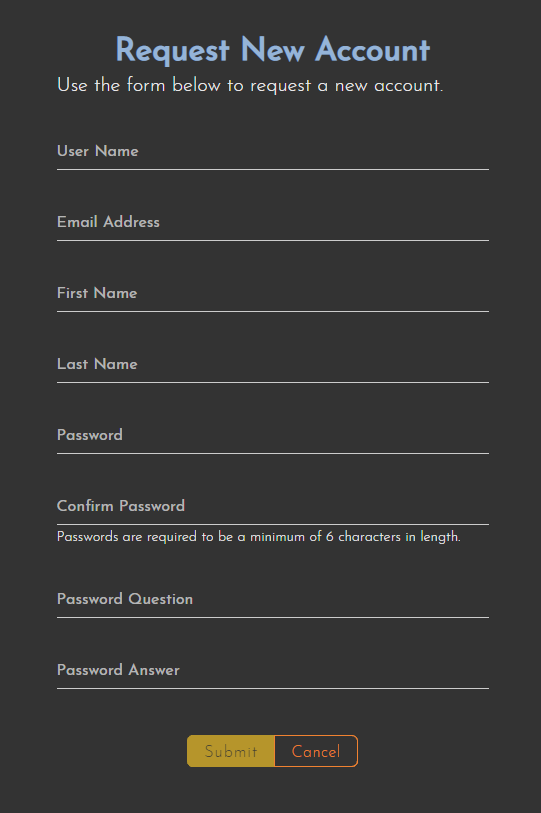 Request New Account
Use the form below to request a new account.
User Name
Email Address
First Name
Last Name
Password
Confirm Password
Passwords are required to be a minimum of 6 characters in length.
Password Question
Password Answer
Submit Cancel